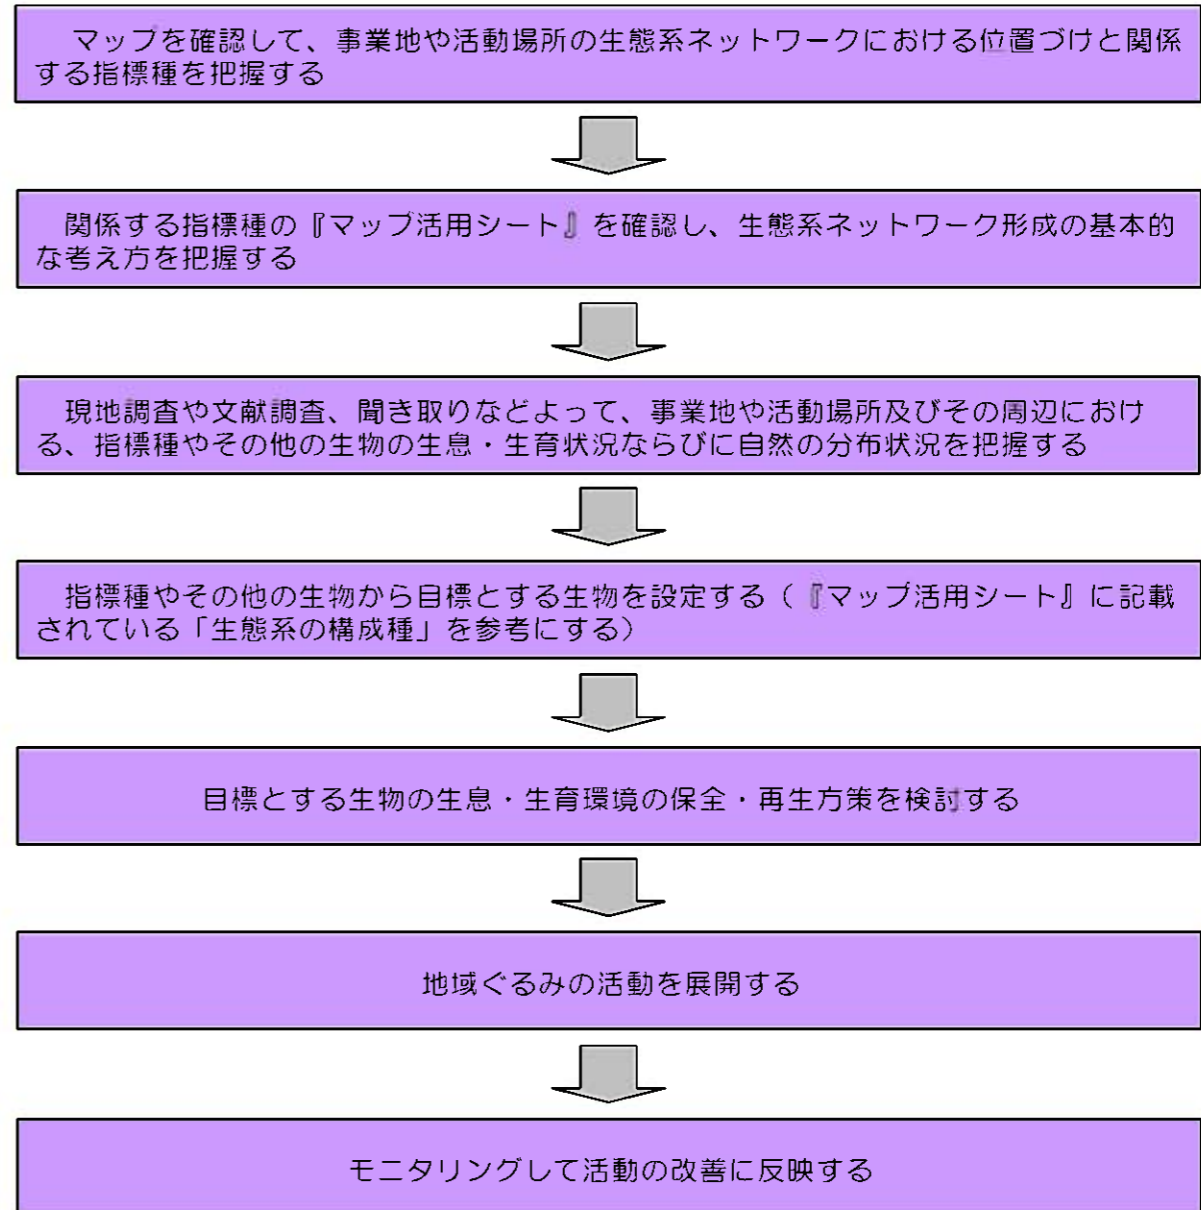 マップを確認して、事業地や活動場所の生態系ネットワークにおける位置づけと関係
する指標種を把握する
関係する指標種の『マップ活用シート』を確認し、生態系ネットワーク形成の基本的
な考え方を把握する
現地調査や文献調査、聞き取りなどよって、事業地や活動場所及びその周辺におけ
る、指標種やその他の生物の生息・生育状況ならびに自然の分布状況を把握する
指標種やその他の生物から目標とする生物を設定する（『マップ活用シート』に記載
されている「生態系の構成種」を参考にする）
目標とする生物の生息・生育環境の保全・再生方策を検討する
地域ぐるみの活動を展開する
モニタリングして活動の改善に反映する